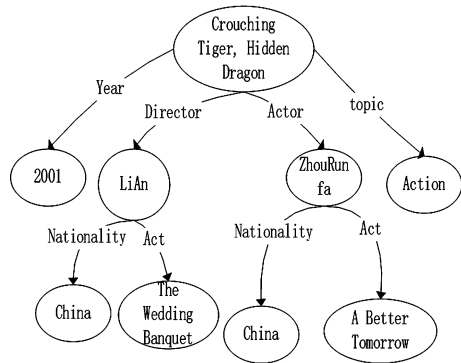 Crouching
Tiger, Hidden
Dragon
Year
Director
Actor
topic
2001
LiAn
ZhouRun
fa
Action
Nationality
Act
Nationality
Act
China
The
Wedding
Banquet
China
A Better
Tomorrow